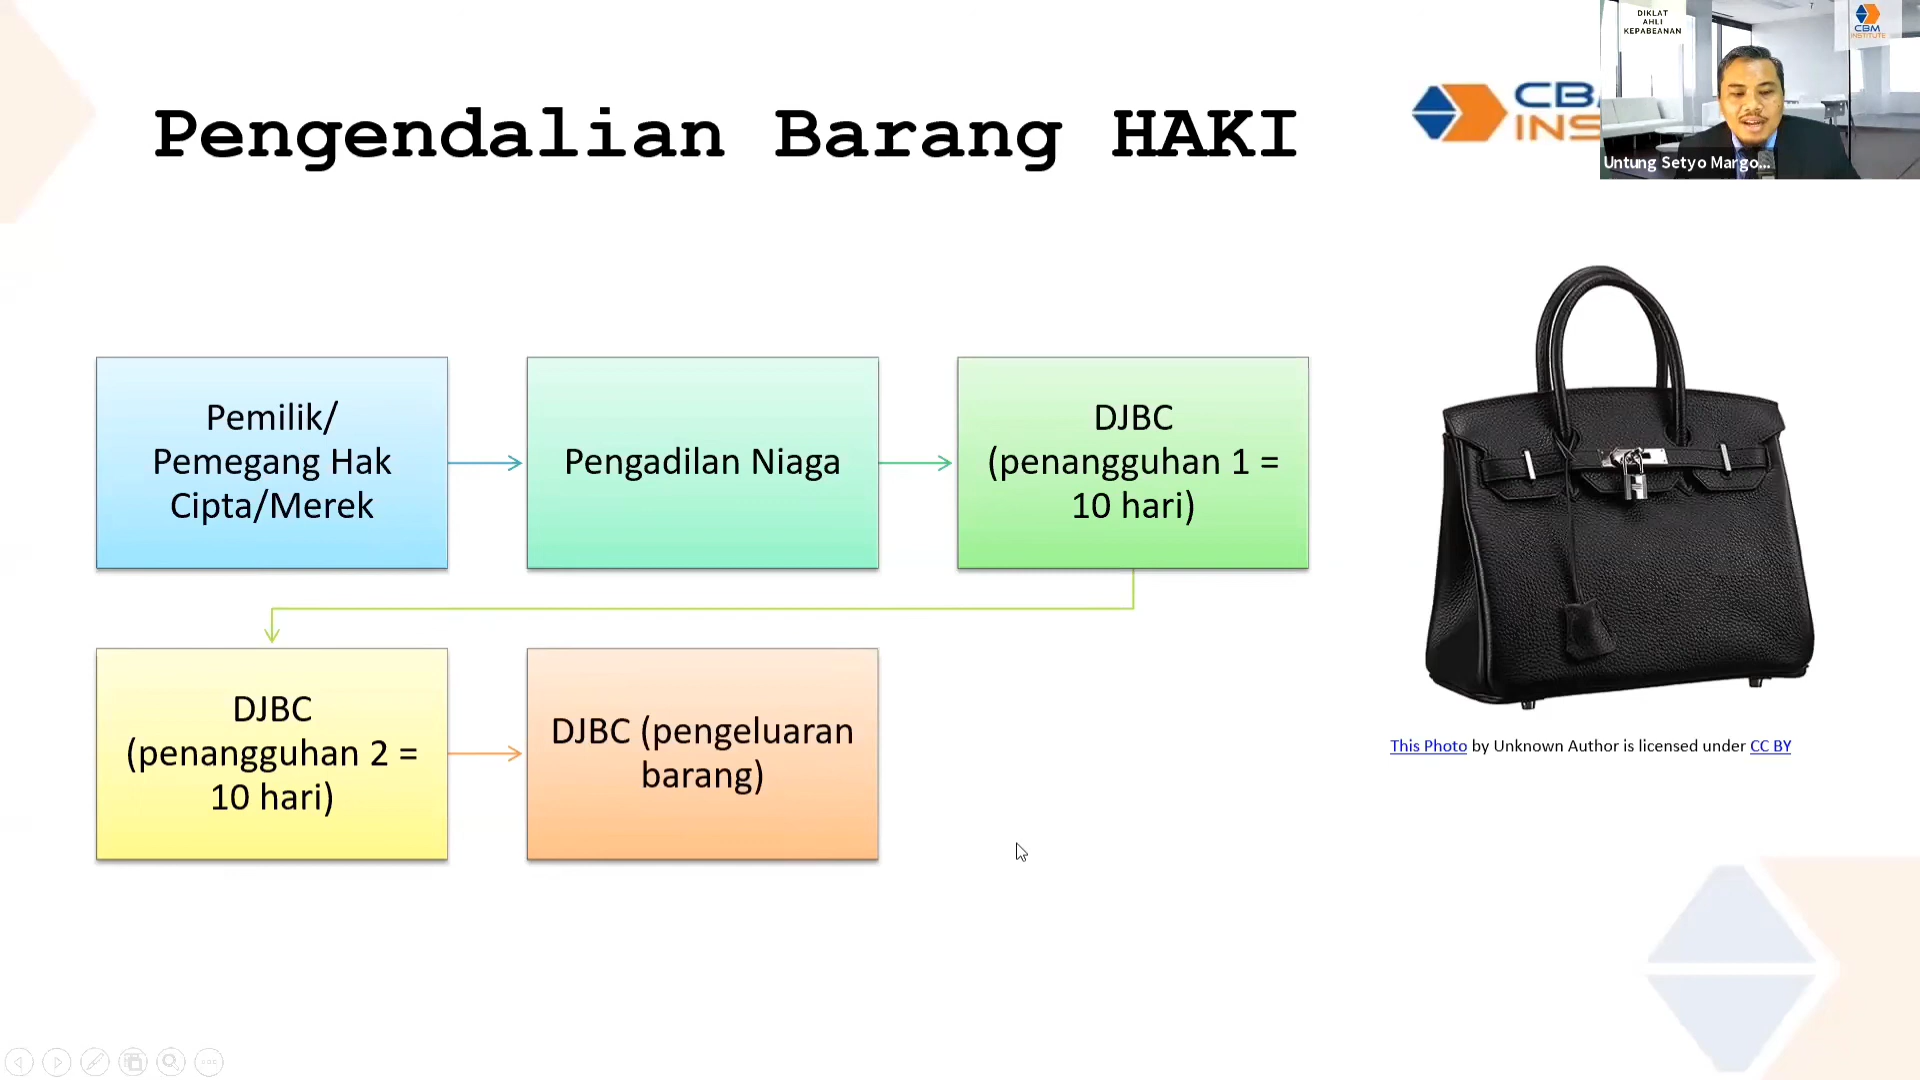 DIKLAT
AHLI
KEPABEANAN
CBM
INSTITUTE
Pengendalian Barang HAKI
Untung Setyo Margo...
Pemilik/
Pemegang Hak
Cipta/Merek
Pengadilan Niaga
DJBC
(penangguhan 1 =
10 hari)
DJBC
(penangguhan 2 =
10 hari)
DJBC (pengeluaran
barang)
This Photo by Unknown Author is licensed under CC BY